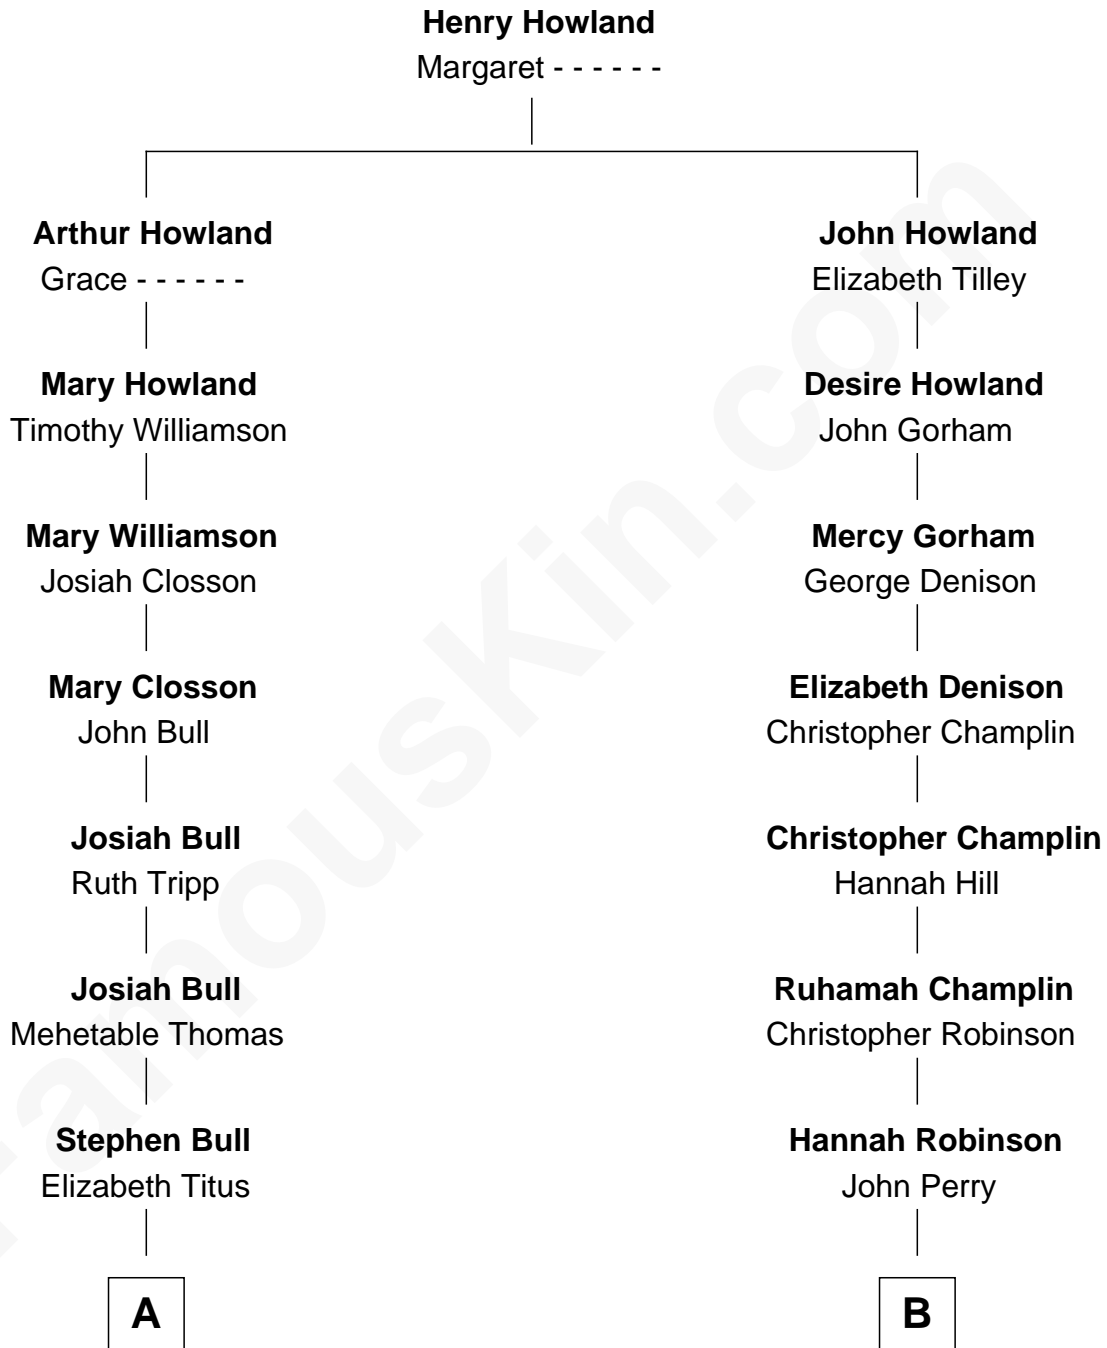 Henry Howland
Margaret - - - - - -
Arthur Howland
Grace - - - - - -
John Howland
Elizabeth Tilley
Mary Howland
Timothy Williamson
Desire Howland
John Gorham
Mary Williamson
Josiah Closson
Mercy Gorham
George Denison
Mary Closson
John Bull
Elizabeth Denison
Christopher Champlin
Josiah Bull
Ruth Tripp
Christopher Champlin
Hannah Hill
Josiah Bull
Mehetable Thomas
Ruhamah Champlin
Christopher Robinson
Stephen Bull
Elizabeth Titus
Hannah Robinson
John Perry
A
B
FamousKin.com